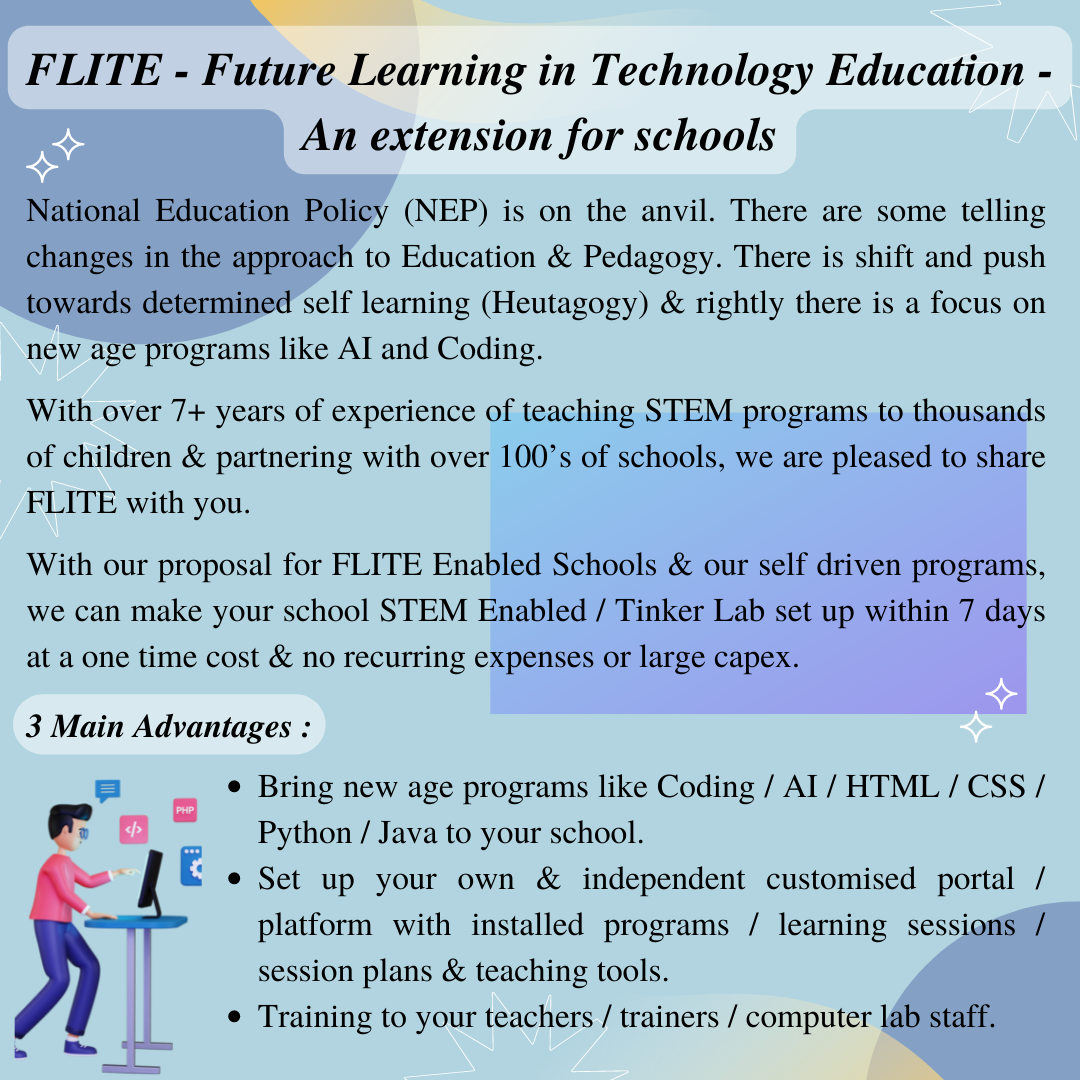 FLITE - Future Learning in Technology Education -
An extension for schools
National Education Policy (NEP) is on the anvil. There are some telling
changes in the approach to Education & Pedagogy. There is shift and push
towards determined self learning (Heutagogy) & rightly there is a focus on
new age programs like AI and Coding.
With over 7+ years of experience of teaching STEM programs to thousands
of children & partnering with over 100’s of schools, we are pleased to share
FLITE with you.
With our proposal for FLITE Enabled Schools & our self driven programs,
we can make your school STEM Enabled / Tinker Lab set up within 7 days
at a one time cost & no recurring expenses or large capex.
3 Main Advantages :
PHP
</>
• Bring new age programs like Coding / AI / HTML / CSS /
Python / Java to your school.
• Set up your own & independent customised portal /
platform with installed programs / learning sessions /
session plans & teaching tools.
• Training to your teachers / trainers / computer lab staff.